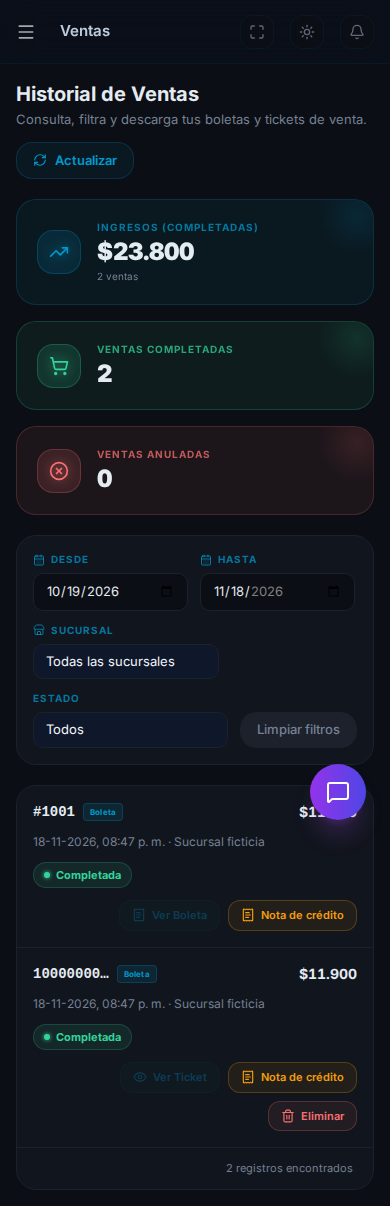 Ventas
Historial de Ventas
Consulta, filtra y descarga tus boletas y tickets de venta.
Actualizar
INGRESOS (COMPLETADAS)
$23.800
2 ventas
VENTAS COMPLETADAS
2
VENTAS ANULADAS
0
DESDE
HASTA
10/19/2026
11/18/2026
SUCURSAL
Todas las sucursales
ESTADO
Todos
Limpiar filtros
#1001 Boleta
18-11-2026, 08:47 p. m. · Sucursal ficticia
Completada
Ver Boleta
Nota de crédito
10000000… Boleta $11.900
18-11-2026, 08:47 p. m. · Sucursal ficticia
Completada
Ver Ticket
Nota de crédito
Eliminar
2 registros encontrados